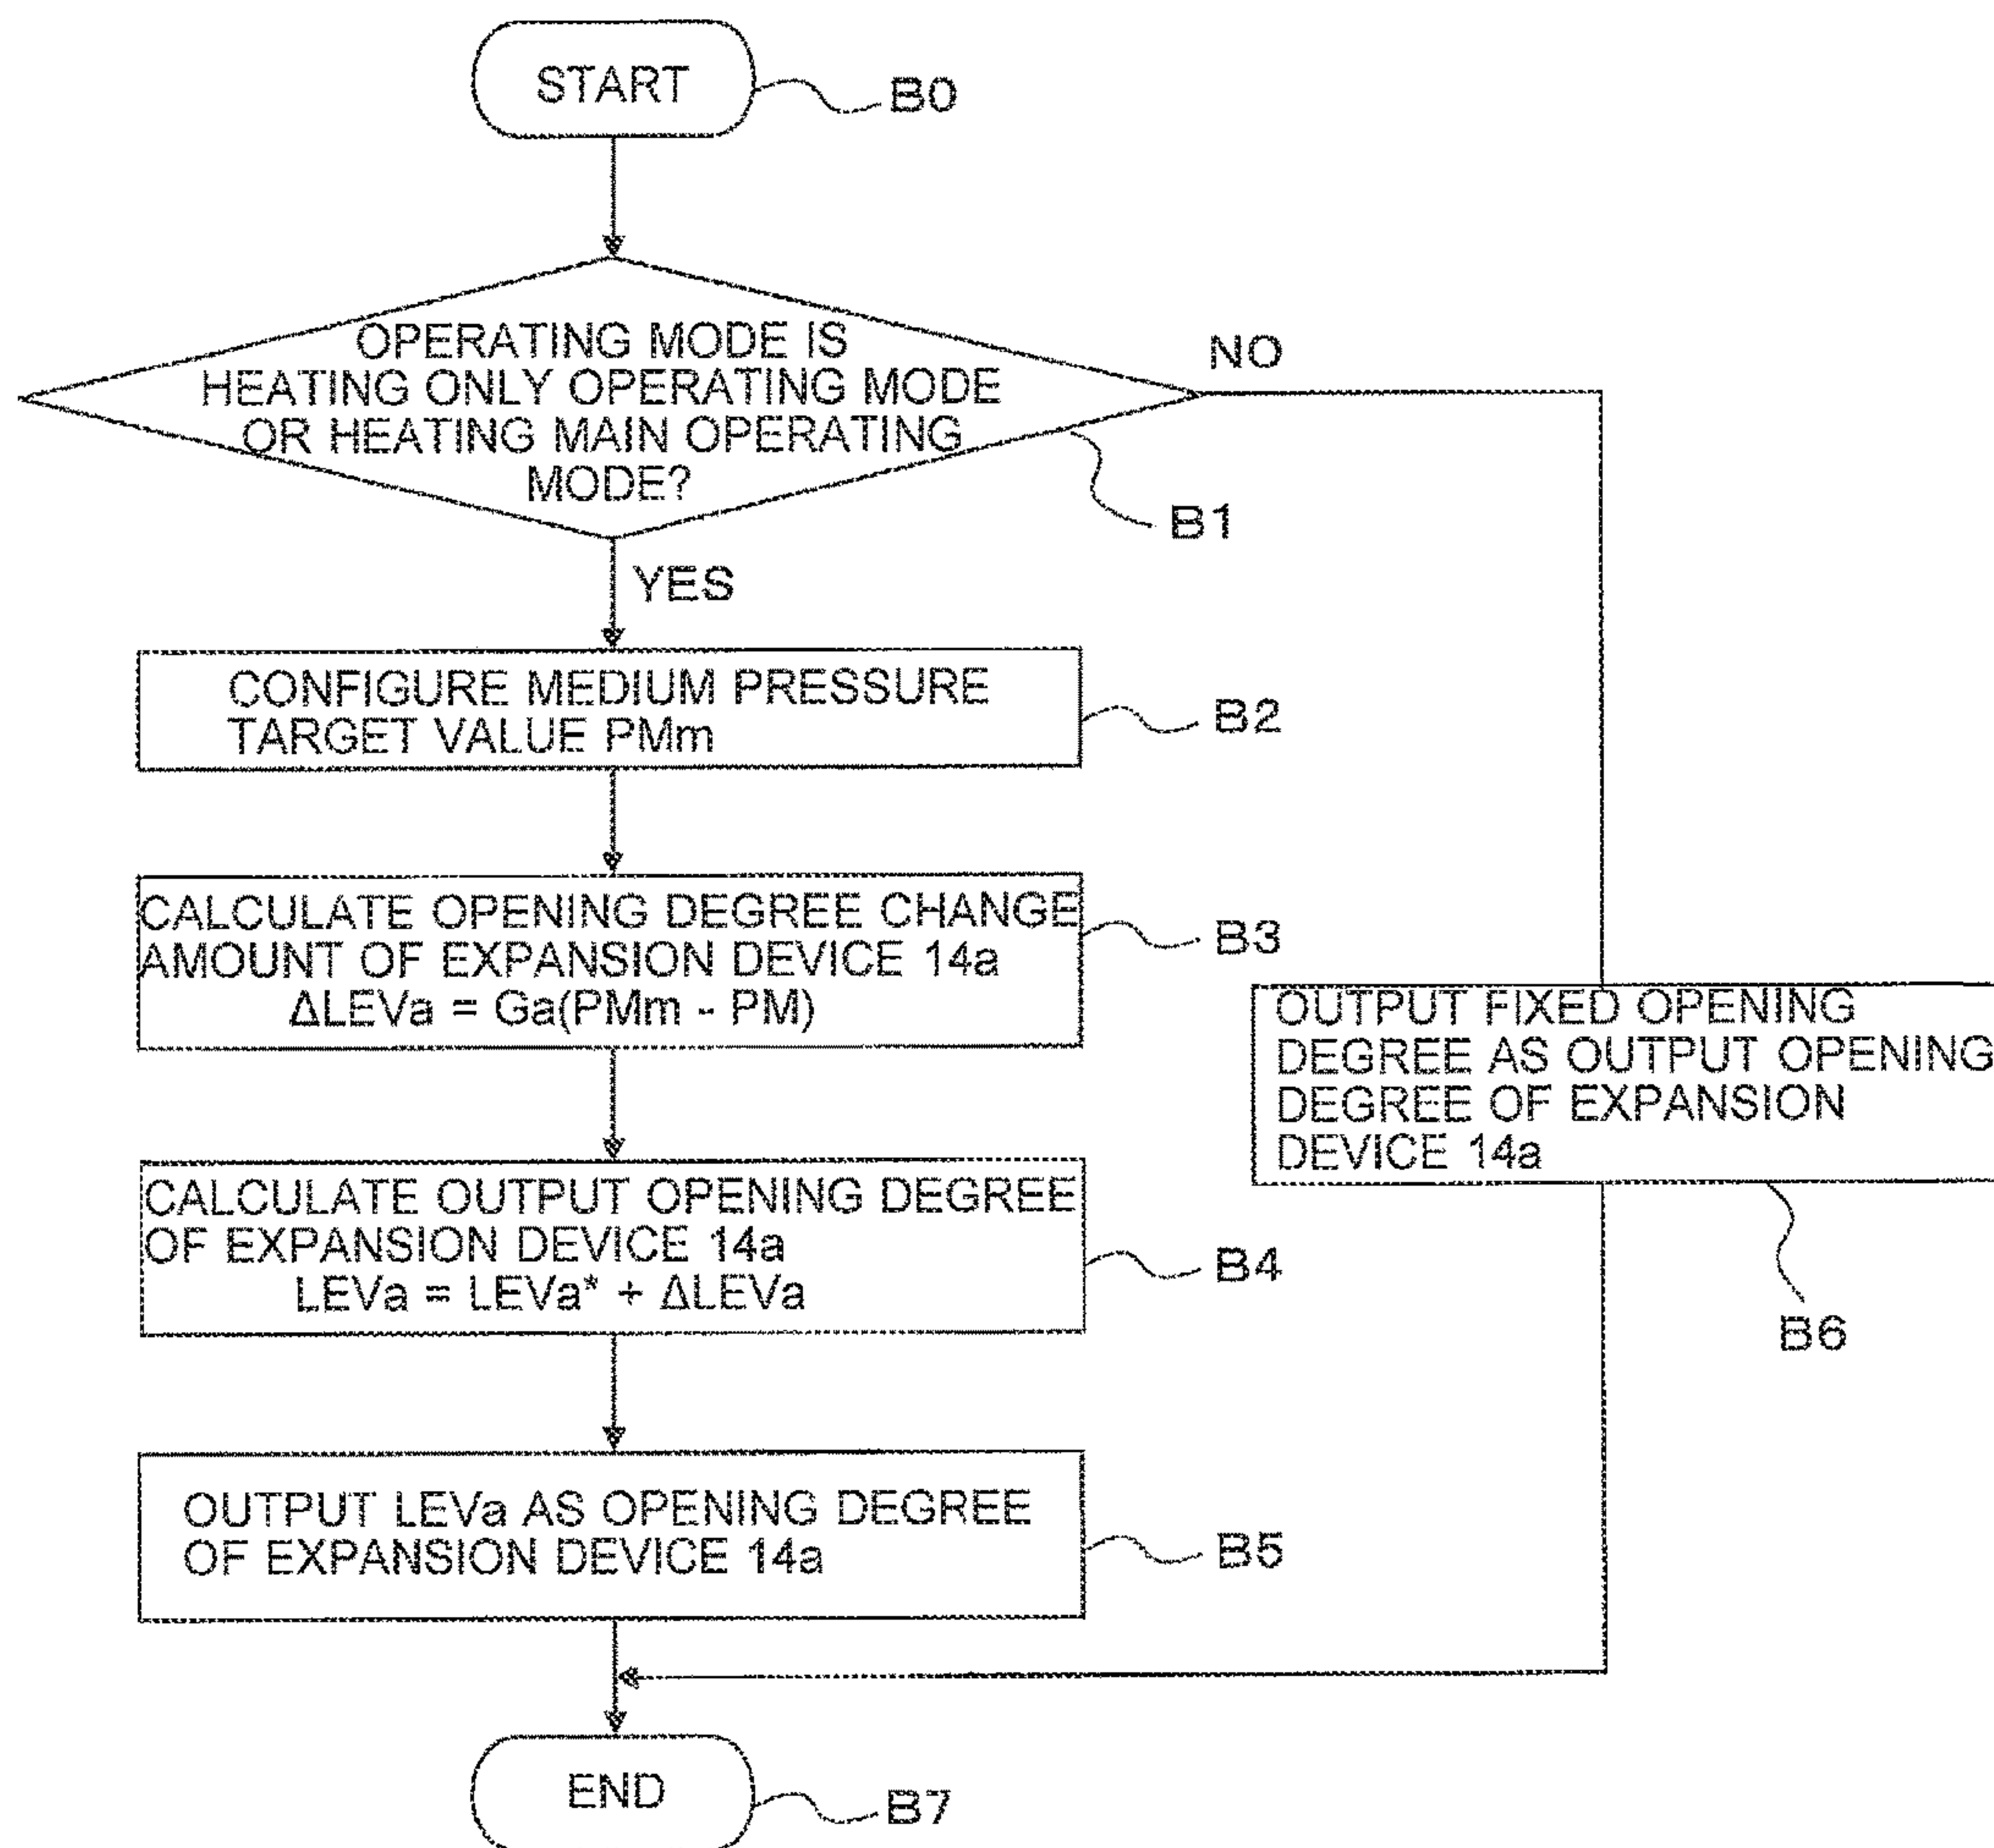 START
B0
OPERATING MODE IS
HEATING ONLY OPERATING MODE
OR HEATING MAIN OPERATING
MODE?
NO
B1
YES
CONFIGURE MEDIUM PRESSURE
TARGET VALUE PMm
B2
CALCULATE OPENING DEGREE CHANGE
AMOUNT OF EXPANSION DEVICE 14a
ΔLEVa = Ga(PMm - PM)
B3
OUTPUT FIXED OPENING
DEGREE AS OUTPUT OPENING
DEGREE OF EXPANSION
DEVICE 14a
B6
CALCULATE OUTPUT OPENING DEGREE
OF EXPANSION DEVICE 14a
LEVa = LEVa* + ΔLEVa
B4
OUTPUT LEVa AS OPENING DEGREE
OF EXPANSION DEVICE 14a
B5
END
B7